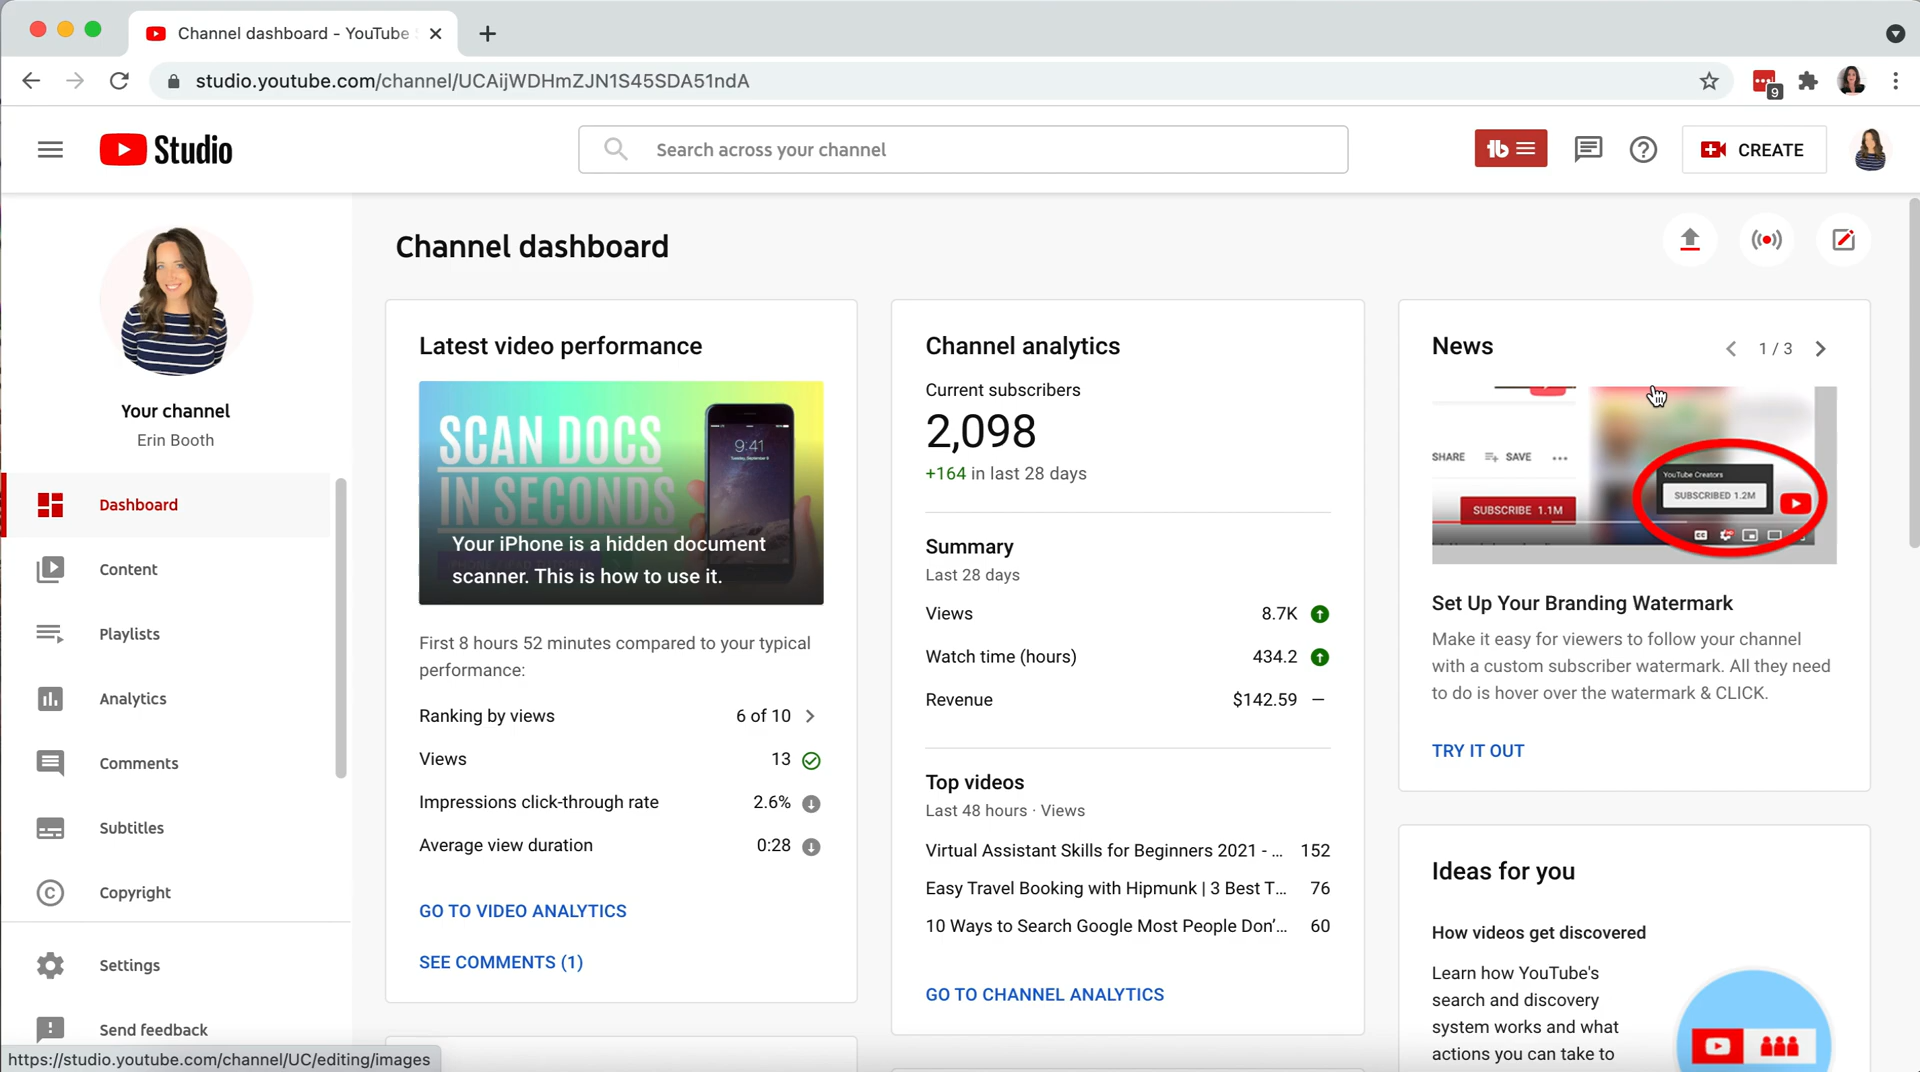 Channel dashboard - YouTube
studio.youtube.com/channel/UCAijWDHmZJN1S45SDA51ndA
9
Studio
Search across your channel
CREATE
Your channel
Erin Booth
Dashboard
Content
Playlists
Analytics
Comments
Subtitles
Copyright
Settings
Send feedback
https://studio.youtube.com/channel/UC/editing/images
Channel dashboard
Latest video performance
SCAN DOCS
IN SECONDS
9:41
Your iPhone is a hidden document
scanner. This is how to use it.
First 8 hours 52 minutes compared to your typical
performance:
Ranking by views 6 of 10
Views 13
Impressions click-through rate 2.6%
Average view duration 0:28
GO TO VIDEO ANALYTICS
SEE COMMENTS (1)
Channel analytics
Current subscribers
2,098
+164 in last 28 days
Summary
Last 28 days
Views 8.7K
Watch time (hours) 434.2
Revenue $142.59 —
Top videos
Last 48 hours · Views
Virtual Assistant Skills for Beginners 2021 - ... 152
Easy Travel Booking with Hipmunk | 3 Best T... 76
10 Ways to Search Google Most People Don'... 60
GO TO CHANNEL ANALYTICS
News
1 / 3
SHARE SAVE ...
YouTube Creators
SUBSCRIBED 1.2M
SUBSCRIBE 1.1M
Set Up Your Branding Watermark
Make it easy for viewers to follow your channel
with a custom subscriber watermark. All they need
to do is hover over the watermark & CLICK.
TRY IT OUT
Ideas for you
How videos get discovered
Learn how YouTube's
search and discovery
system works and what
actions you can take to